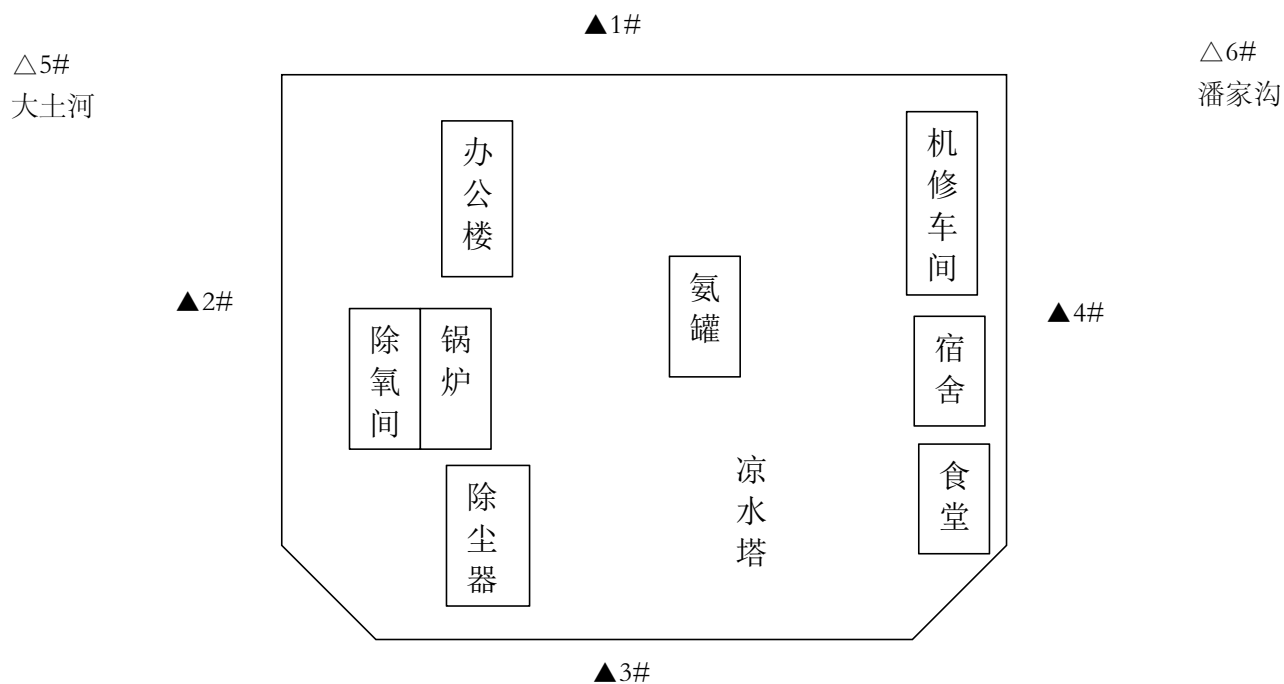 ▲1#
△5#
大土河
△6#
潘家沟
办公楼
机修车间
氨罐
▲2#
▲4#
除氧间
锅炉
宿舍
食堂
凉水塔
除尘器
▲3#